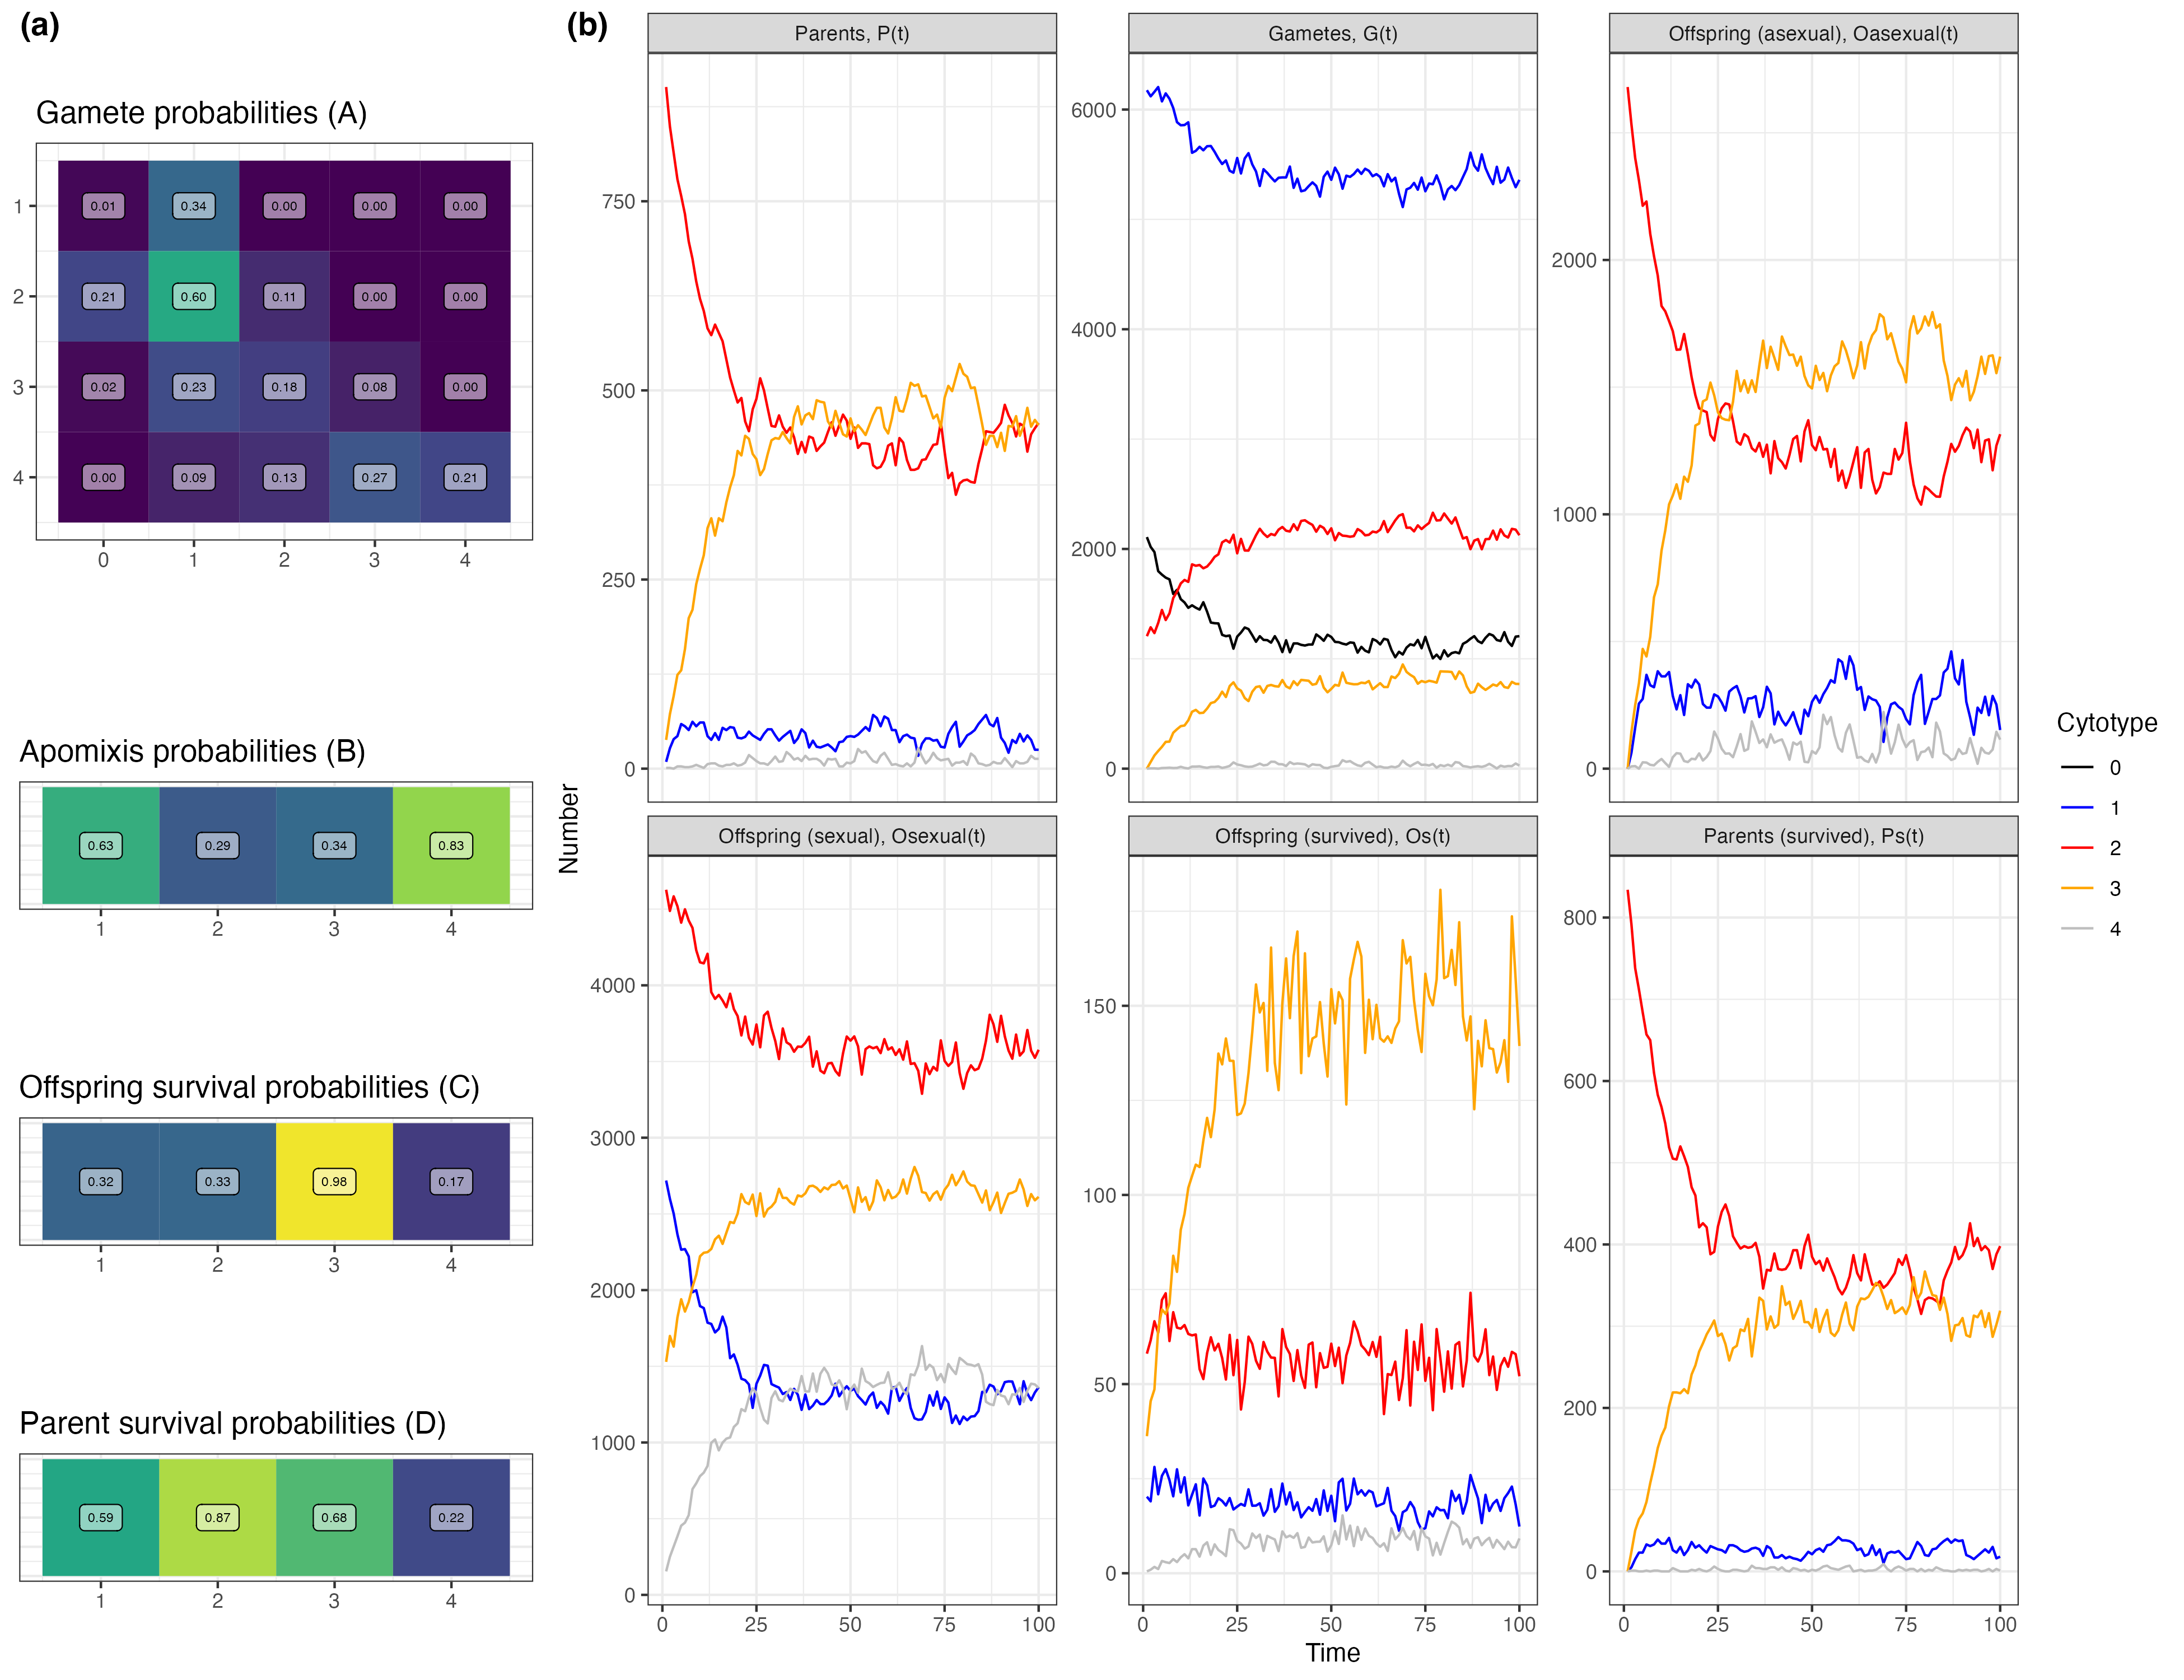 (a)
Gamete probabilities (A)
1
0.01 0.34 0.00 0.00 0.00
2
0.21 0.60 0.11 0.00 0.00
3
0.02 0.23 0.18 0.08 0.00
4
0.00 0.09 0.13 0.27 0.21
0 1 2 3 4
Apomixis probabilities (B)
0.63 0.29 0.34 0.83
1 2 3 4
Offspring survival probabilities (C)
0.32 0.33 0.98 0.17
1 2 3 4
Parent survival probabilities (D)
0.59 0.87 0.68 0.22
1 2 3 4
(b)
Number
Parents, P(t)
750
500
250
0
Gametes, G(t)
6000
4000
2000
0
Offspring (asexual), Oasexual(t)
2000
1000
0
Offspring (sexual), Osexual(t)
4000
3000
2000
1000
0
0 25 50 75 100
Offspring (survived), Os(t)
150
100
50
0
0 25 50 75 100
Parents (survived), Ps(t)
800
600
400
200
0
0 25 50 75 100
Time
Cytotype
0
1
2
3
4